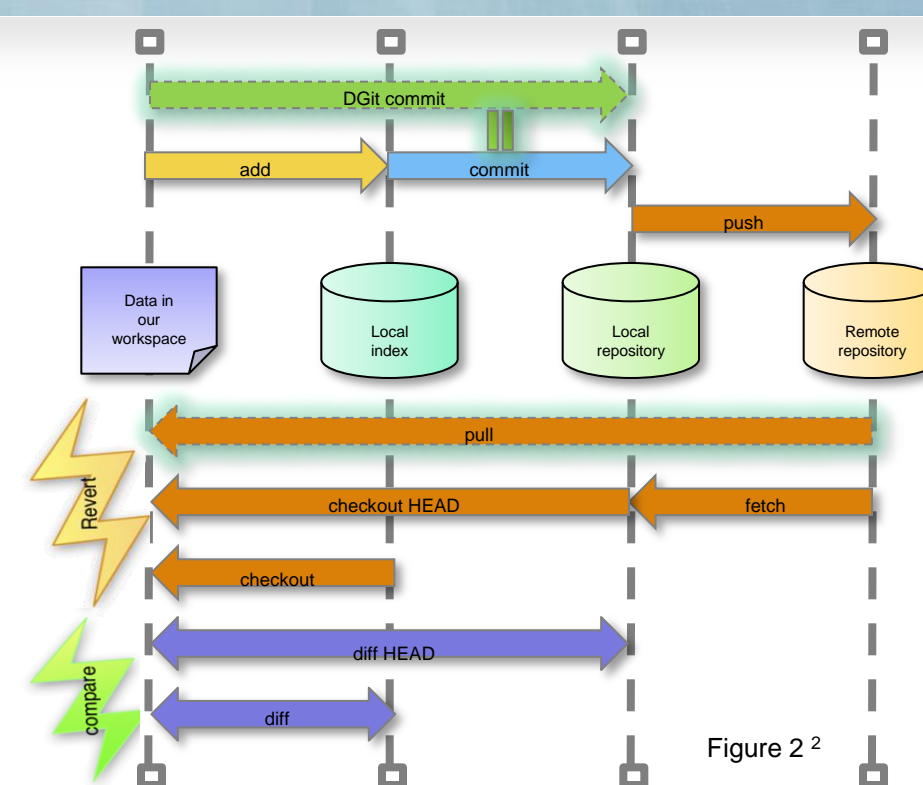 DGit commit
add
commit
push
Data in
our
workspace
Local
index
Local
repository
Remote
repository
pull
Revert
checkout HEAD
fetch
checkout
compare
diff HEAD
diff
Figure 2 ²